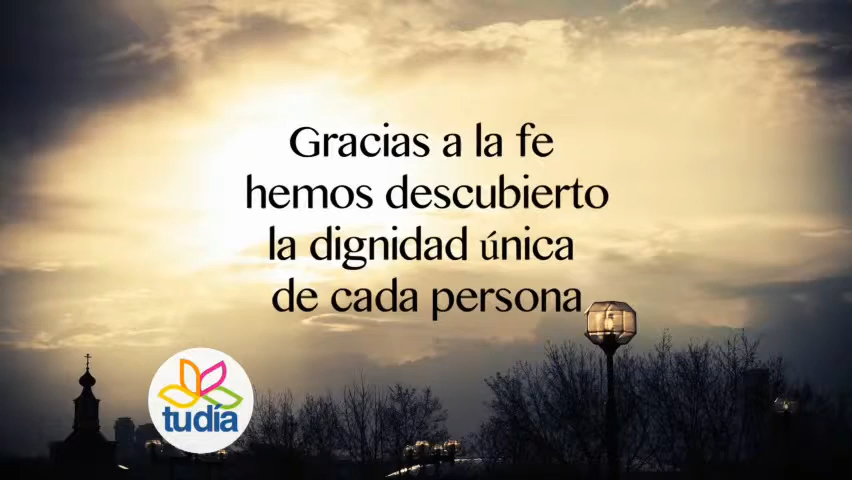 Gracias a la fe
hemos descubierto
la dignidad única
de cada persona
tudía